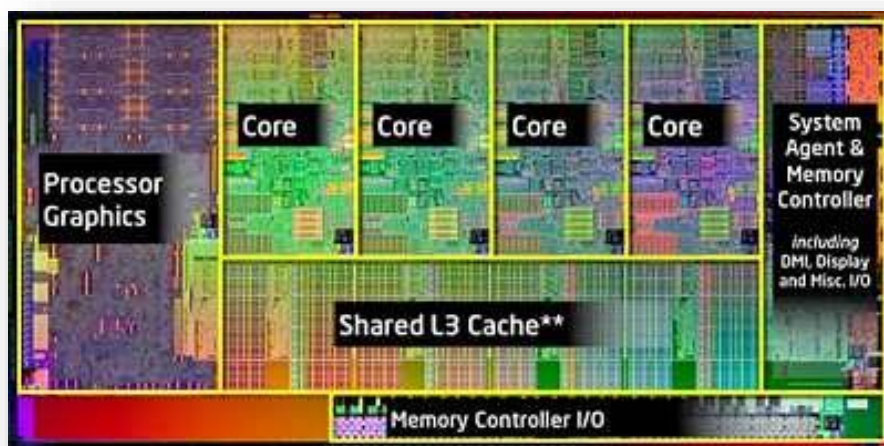 Processor
Graphics
Core
Core
Core
Core
System
Agent &
Memory
Controller
including
DMI, Display
and Misc. I/O
Shared L3 Cache**
Memory Controller I/O